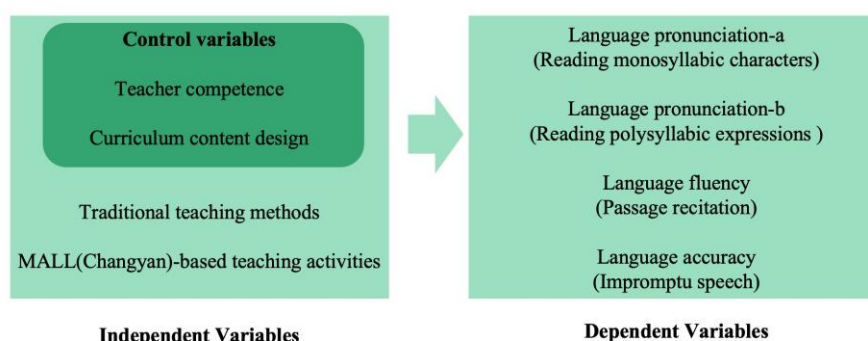 Control variables
Teacher competence
Curriculum content design
Traditional teaching methods
MALL(Changyan)-based teaching activities
Independent Variables
Language pronunciation-a
(Reading monosyllabic characters)
Language pronunciation-b
(Reading polysyllabic expressions )
Language fluency
(Passage recitation)
Language accuracy
(Impromptu speech)
Dependent Variables